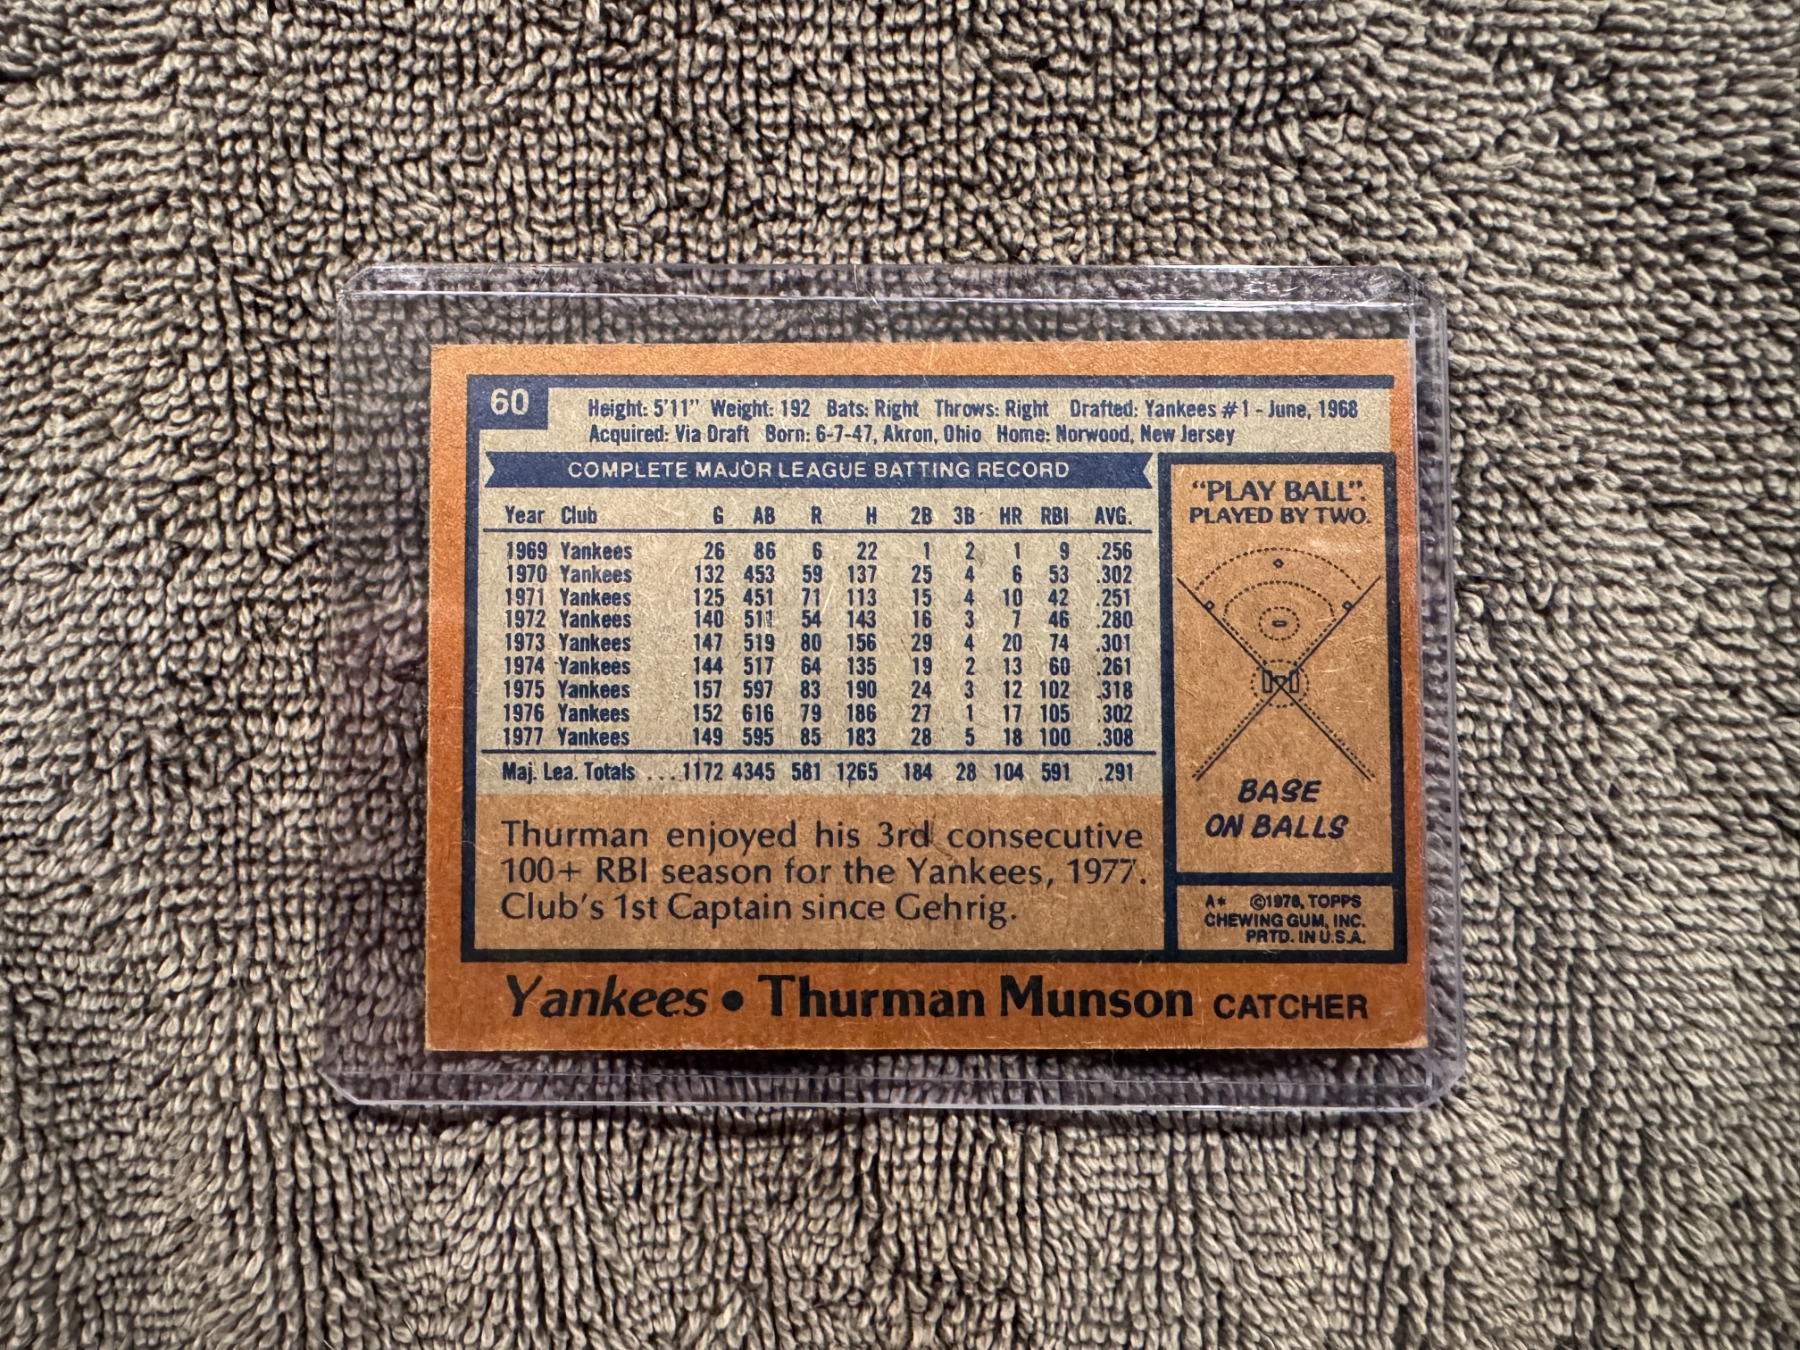 60
Height: 5'11" Weight: 192 Bats: Right Throws: Right Drafted: Yankees #1 - June, 1968
Acquired: Via Draft Born: 6-7-47, Akron, Ohio Home: Norwood, New Jersey
COMPLETE MAJOR LEAGUE BATTING RECORD
Year Club G AB R H 2B 3B HR RBI AVG.
1969 Yankees 26 86 6 22 1 2 1 9 .256
1970 Yankees 132 453 59 137 25 4 6 53 .302
1971 Yankees 125 451 71 113 15 4 10 42 .251
1972 Yankees 140 511 54 143 16 3 7 46 .280
1973 Yankees 147 519 80 156 29 4 20 74 .301
1974 Yankees 144 517 64 135 19 2 13 60 .261
1975 Yankees 157 597 83 190 24 3 12 102 .318
1976 Yankees 152 616 79 186 27 1 17 105 .302
1977 Yankees 149 595 85 183 28 5 18 100 .308
Maj. Lea. Totals ... 1172 4345 581 1265 184 28 104 591 .291
Thurman enjoyed his 3rd consecutive
100+ RBI season for the Yankees, 1977.
Club's 1st Captain since Gehrig.
"PLAY BALL".
PLAYED BY TWO.
BASE
ON BALLS
A* ©1978, TOPPS
CHEWING GUM, INC.
PRTD. IN U.S.A.
Yankees • Thurman Munson CATCHER